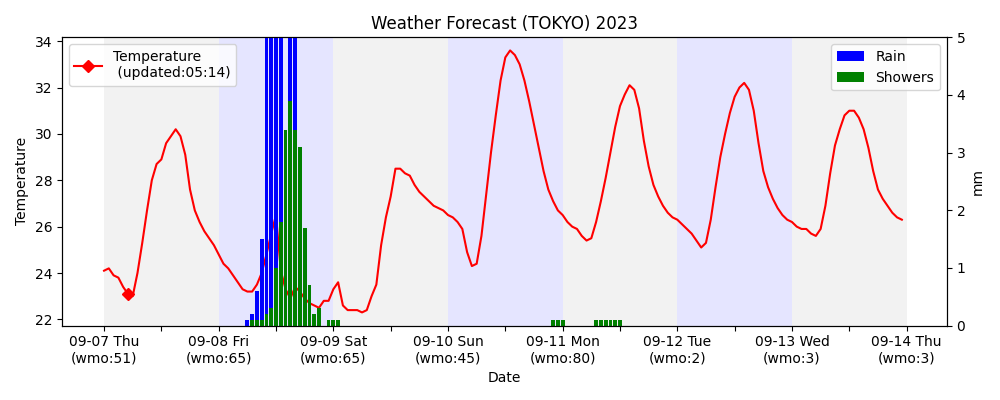 Weather Forecast (TOKYO) 2023
Temperature
(updated:05:14)
Rain
Showers
34
32
30
28
26
24
22
Temperature
5
4
3
2
1
0
mm
09-07 Thu
(wmo:51)
09-08 Fri
(wmo:65)
09-09 Sat
(wmo:65)
09-10 Sun
(wmo:45)
09-11 Mon
(wmo:80)
09-12 Tue
(wmo:2)
09-13 Wed
(wmo:3)
09-14 Thu
(wmo:3)
Date